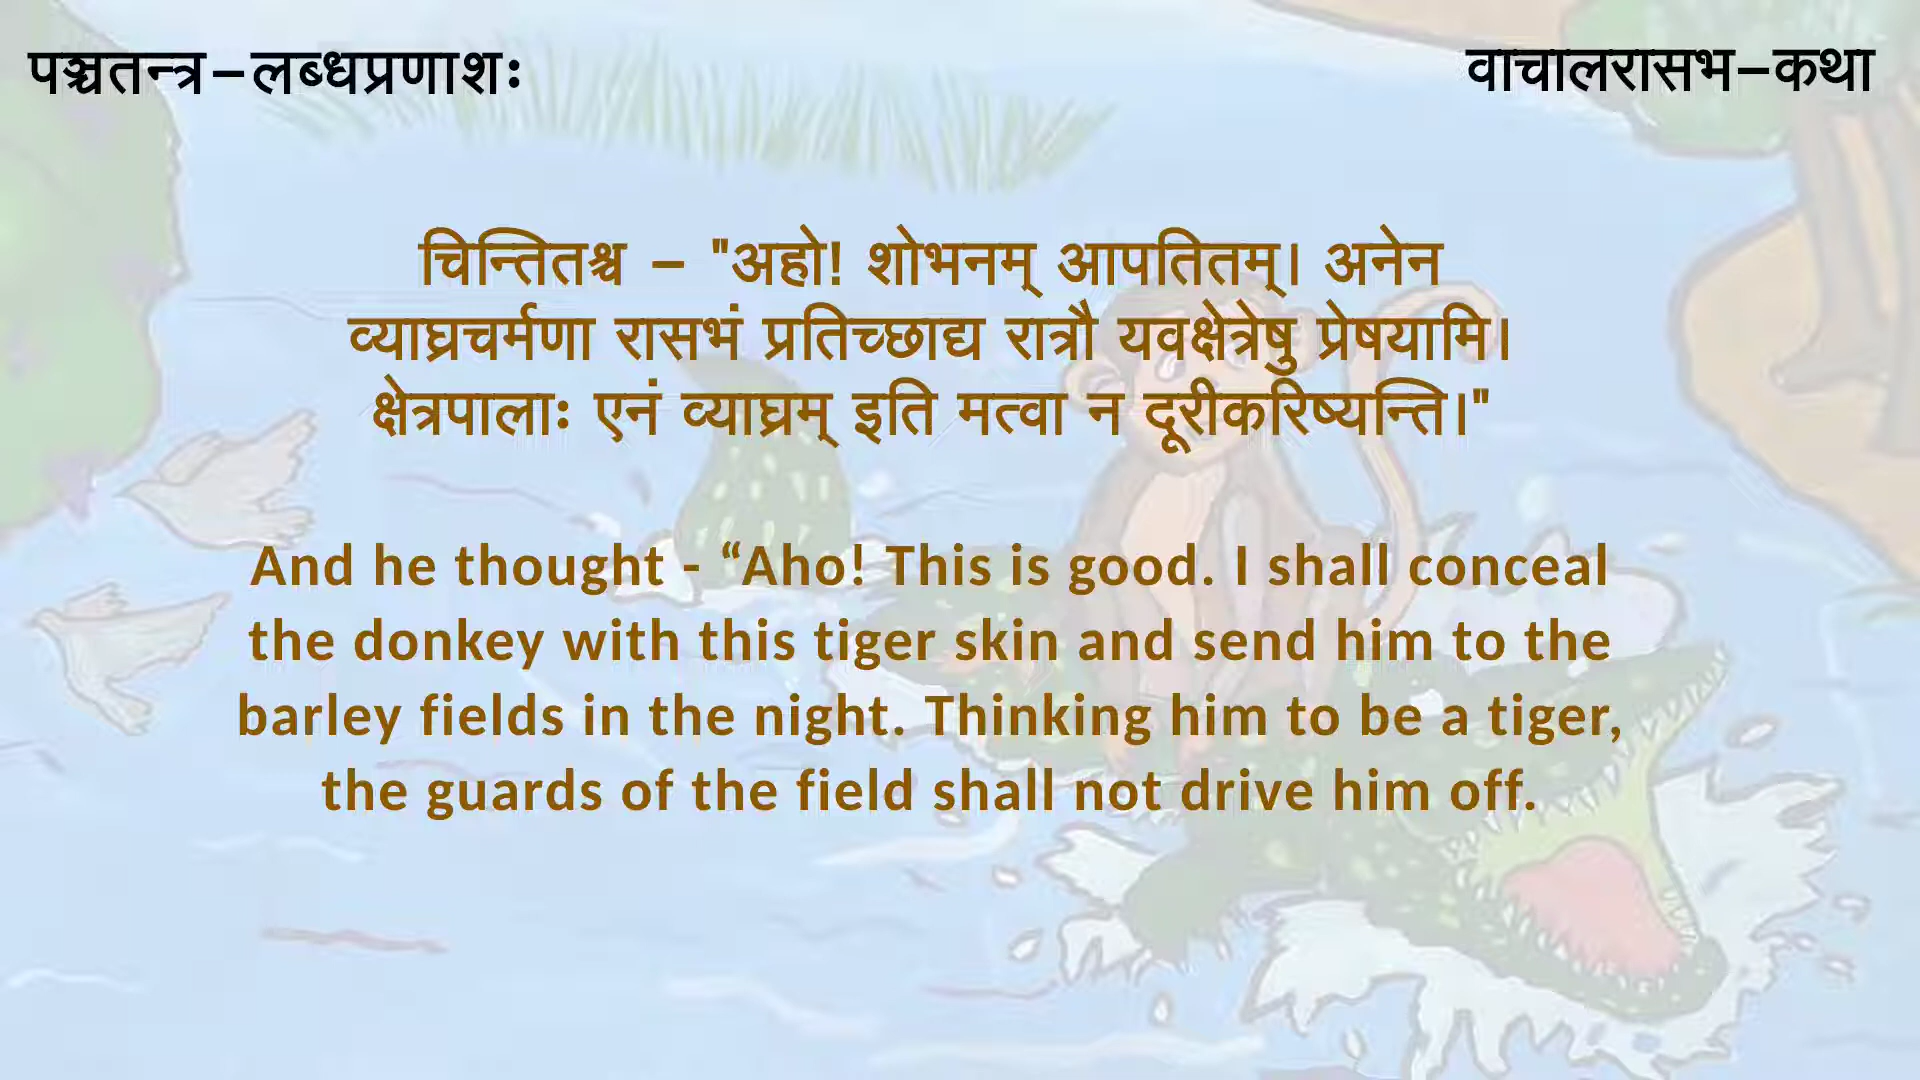 पञ्चतन्त्र–लब्धप्रणाशः
वाचालरासभ–कथा
चिन्तितश्च – "अहो! शोभनम् आपतितम्। अनेन
व्याघ्रचर्मणा रासभं प्रतिच्छाद्य रात्रौ यवक्षेत्रेषु प्रेषयामि।
क्षेत्रपालाः एनं व्याघ्रम् इति मत्वा न दूरीकरिष्यन्ति।"
And he thought - “Aho! This is good. I shall conceal
the donkey with this tiger skin and send him to the
barley fields in the night. Thinking him to be a tiger,
the guards of the field shall not drive him off.